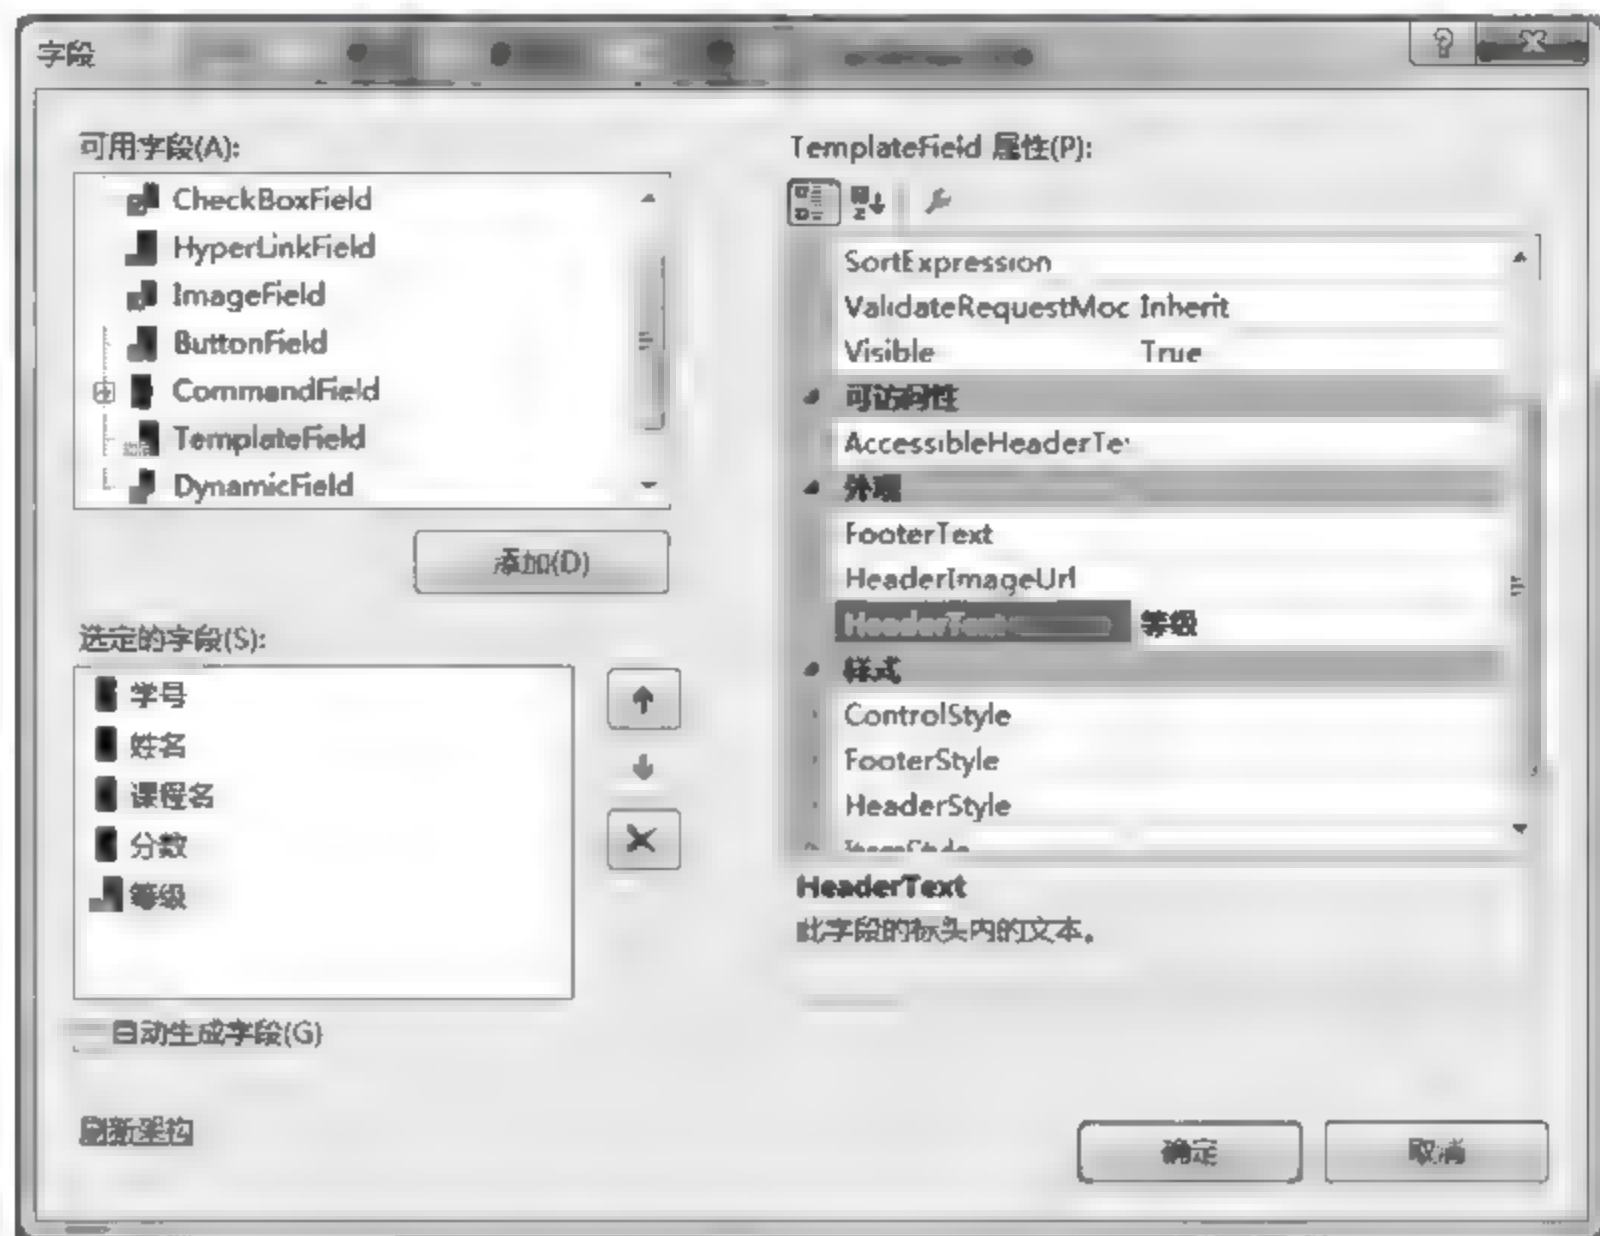 字段
可用字段(A):
CheckBoxField
HyperLinkField
ImageField
ButtonField
CommandField
TemplateField
DynamicField
添加(D)
选定的字段(S):
学号
姓名
课程名
分数
等级
自动生成字段(G)
刷新架构
TemplateField 属性(P):
SortExpression
ValidateRequestMod Inherit
Visible True
可访问性
AccessibleHeaderTe
外观
FooterText
HeaderImageUrl
HeaderText 等级
样式
ControlStyle
FooterStyle
HeaderStyle
ItemStyle
HeaderText
此字段的标头内的文本。
确定 取消